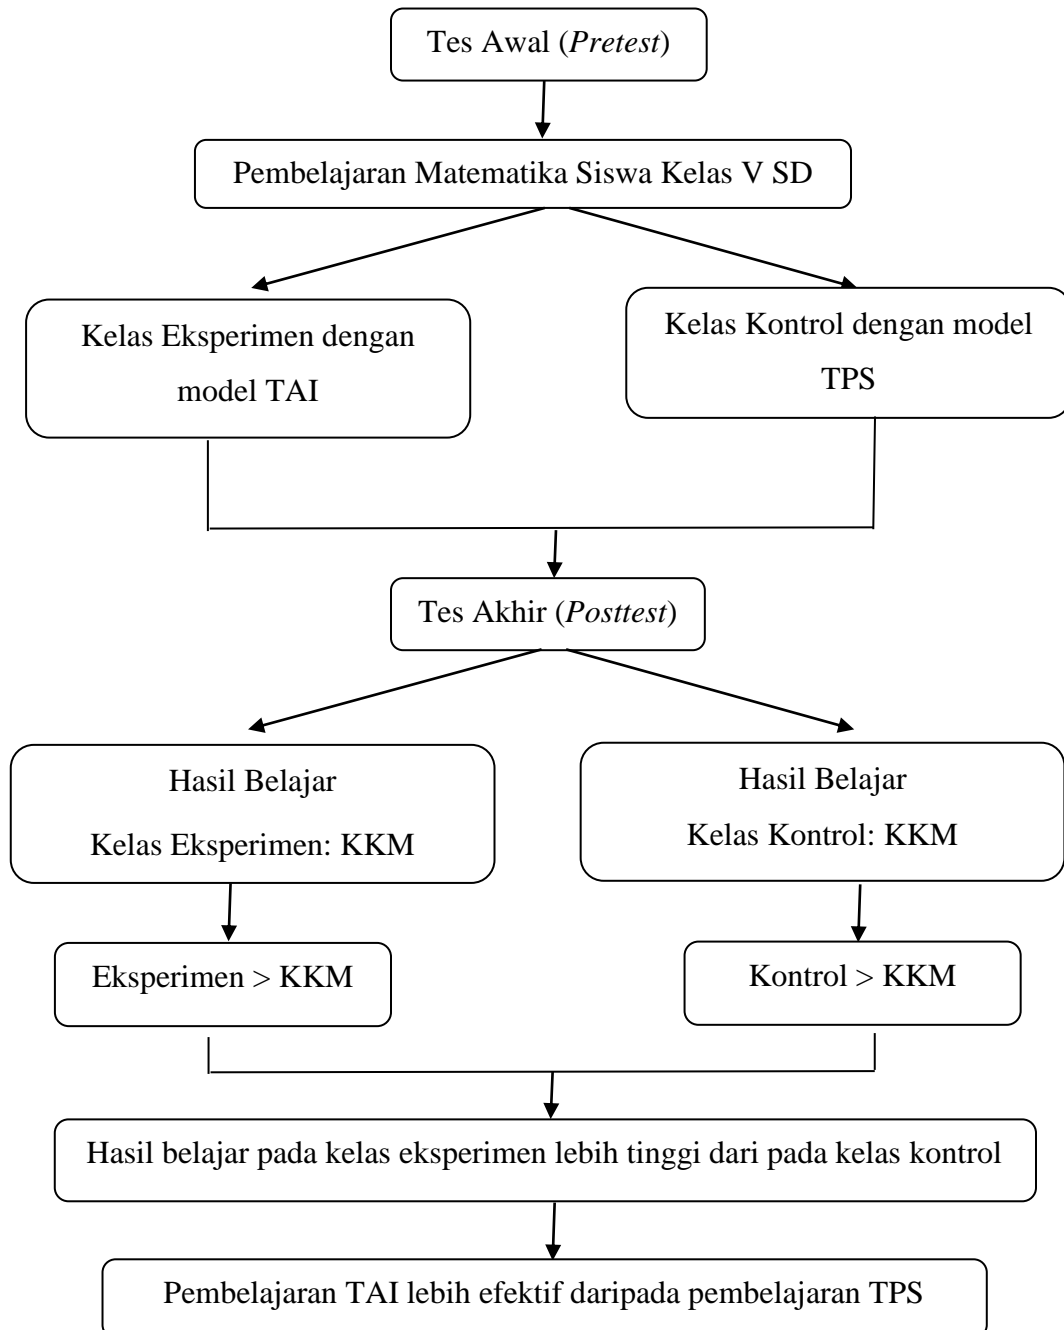 Tes Awal (Pretest)
Pembelajaran Matematika Siswa Kelas V SD
Kelas Eksperimen dengan
model TAI
Kelas Kontrol dengan model
TPS
Tes Akhir (Posttest)
Hasil Belajar
Kelas Eksperimen: KKM
Hasil Belajar
Kelas Kontrol: KKM
Eksperimen > KKM
Kontrol > KKM
Hasil belajar pada kelas eksperimen lebih tinggi dari pada kelas kontrol
Pembelajaran TAI lebih efektif daripada pembelajaran TPS